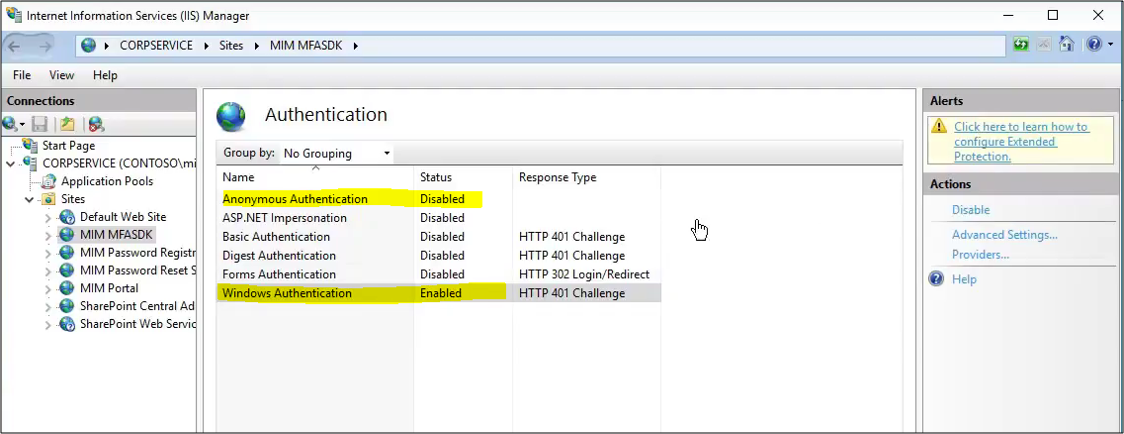 Internet Information Services (IIS) Manager
CORPSERVICE Sites MIM MFASDK
File View Help
Connections
Start Page
CORPSERVICE (CONTOSO\mi
Application Pools
Sites
Default Web Site
MIM MFASDK
MIM Password Registr
MIM Password Reset S
MIM Portal
SharePoint Central Ad
SharePoint Web Servic
Authentication
Group by: No Grouping
Name Status Response Type
Anonymous Authentication Disabled
ASP.NET Impersonation Disabled
Basic Authentication Disabled HTTP 401 Challenge
Digest Authentication Disabled HTTP 401 Challenge
Forms Authentication Disabled HTTP 302 Login/Redirect
Windows Authentication Enabled HTTP 401 Challenge
Alerts
Click here to learn how to
configure Extended
Protection.
Actions
Disable
Advanced Settings...
Providers...
Help